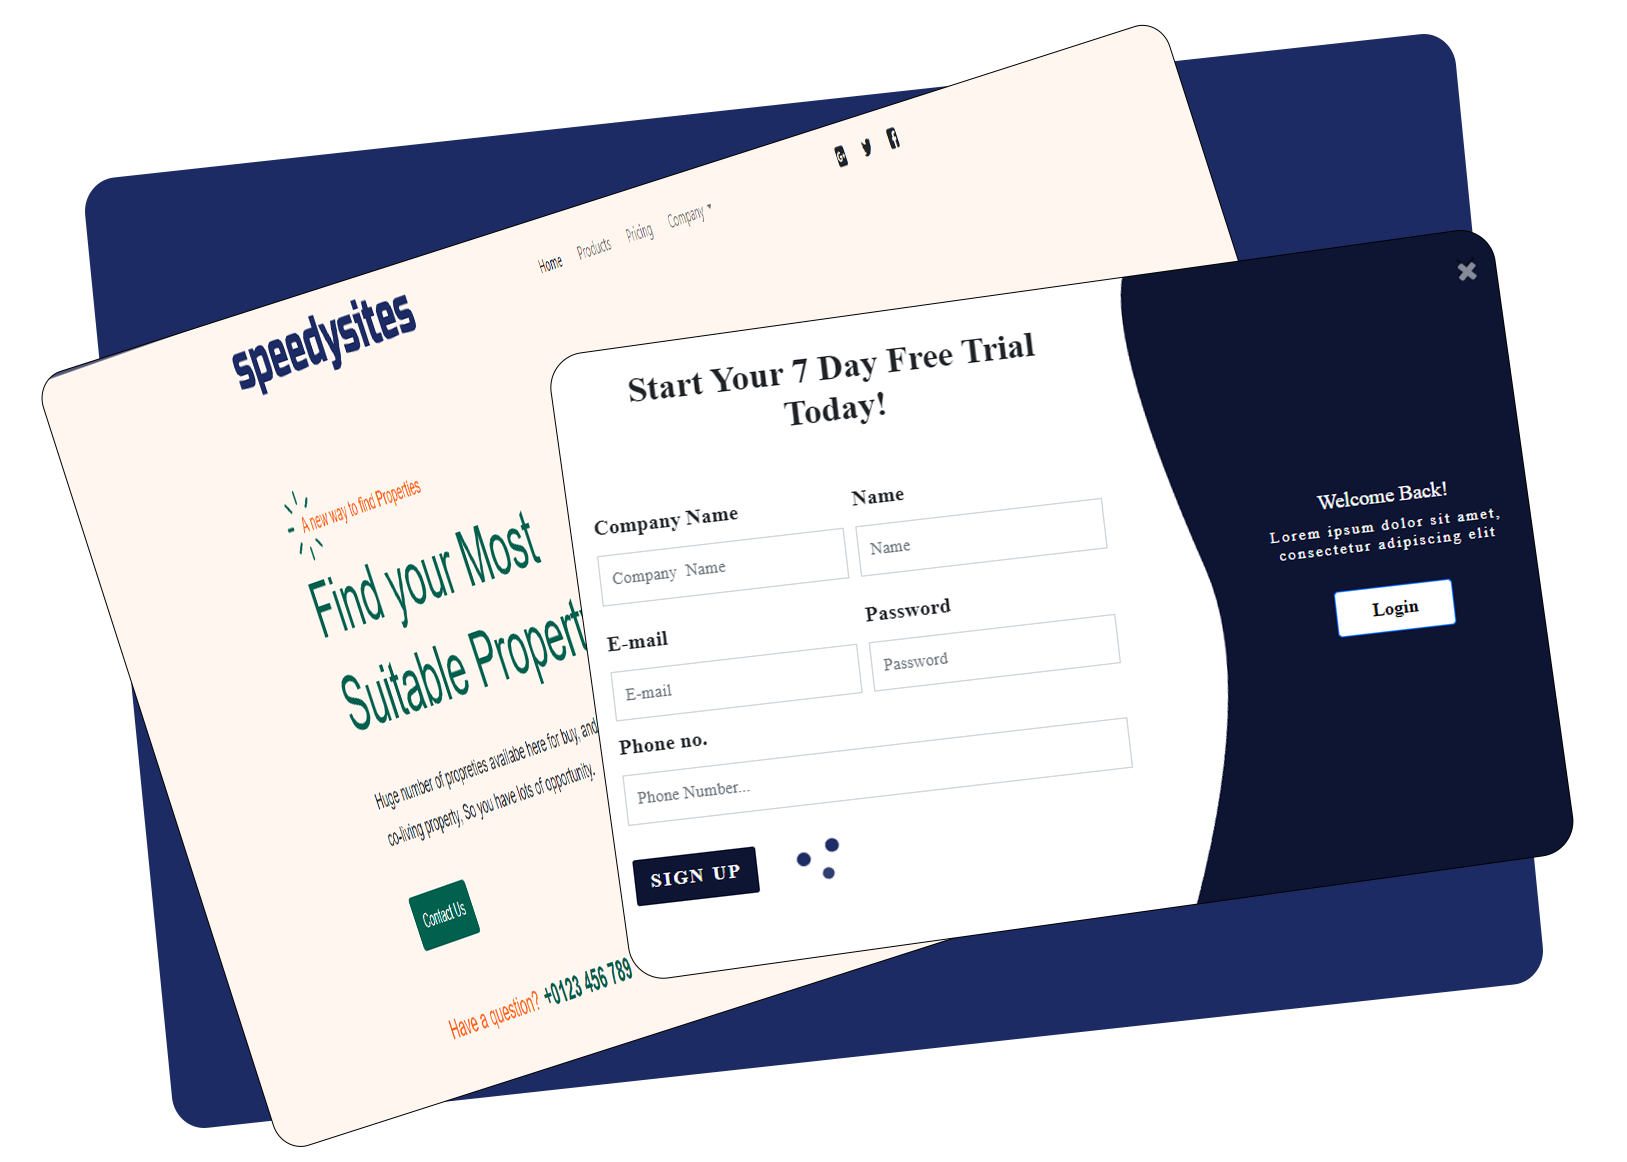 Home Products Pricing Company
speedysites
A new way to find Properties
Find your Most
Suitable Propert
Huge number of propreties availabe here for buy, and
co-living property, So you have lots of opportunity.
Contact Us
Have a question? +0123 456 789
Start Your 7 Day Free Trial
Today!
Company Name
Name
Company Name
Name
E-mail
Password
E-mail
Password
Phone no.
Phone Number...
SIGN UP
Welcome Back!
Lorem ipsum dolor sit amet,
consectetur adipiscing elit
Login